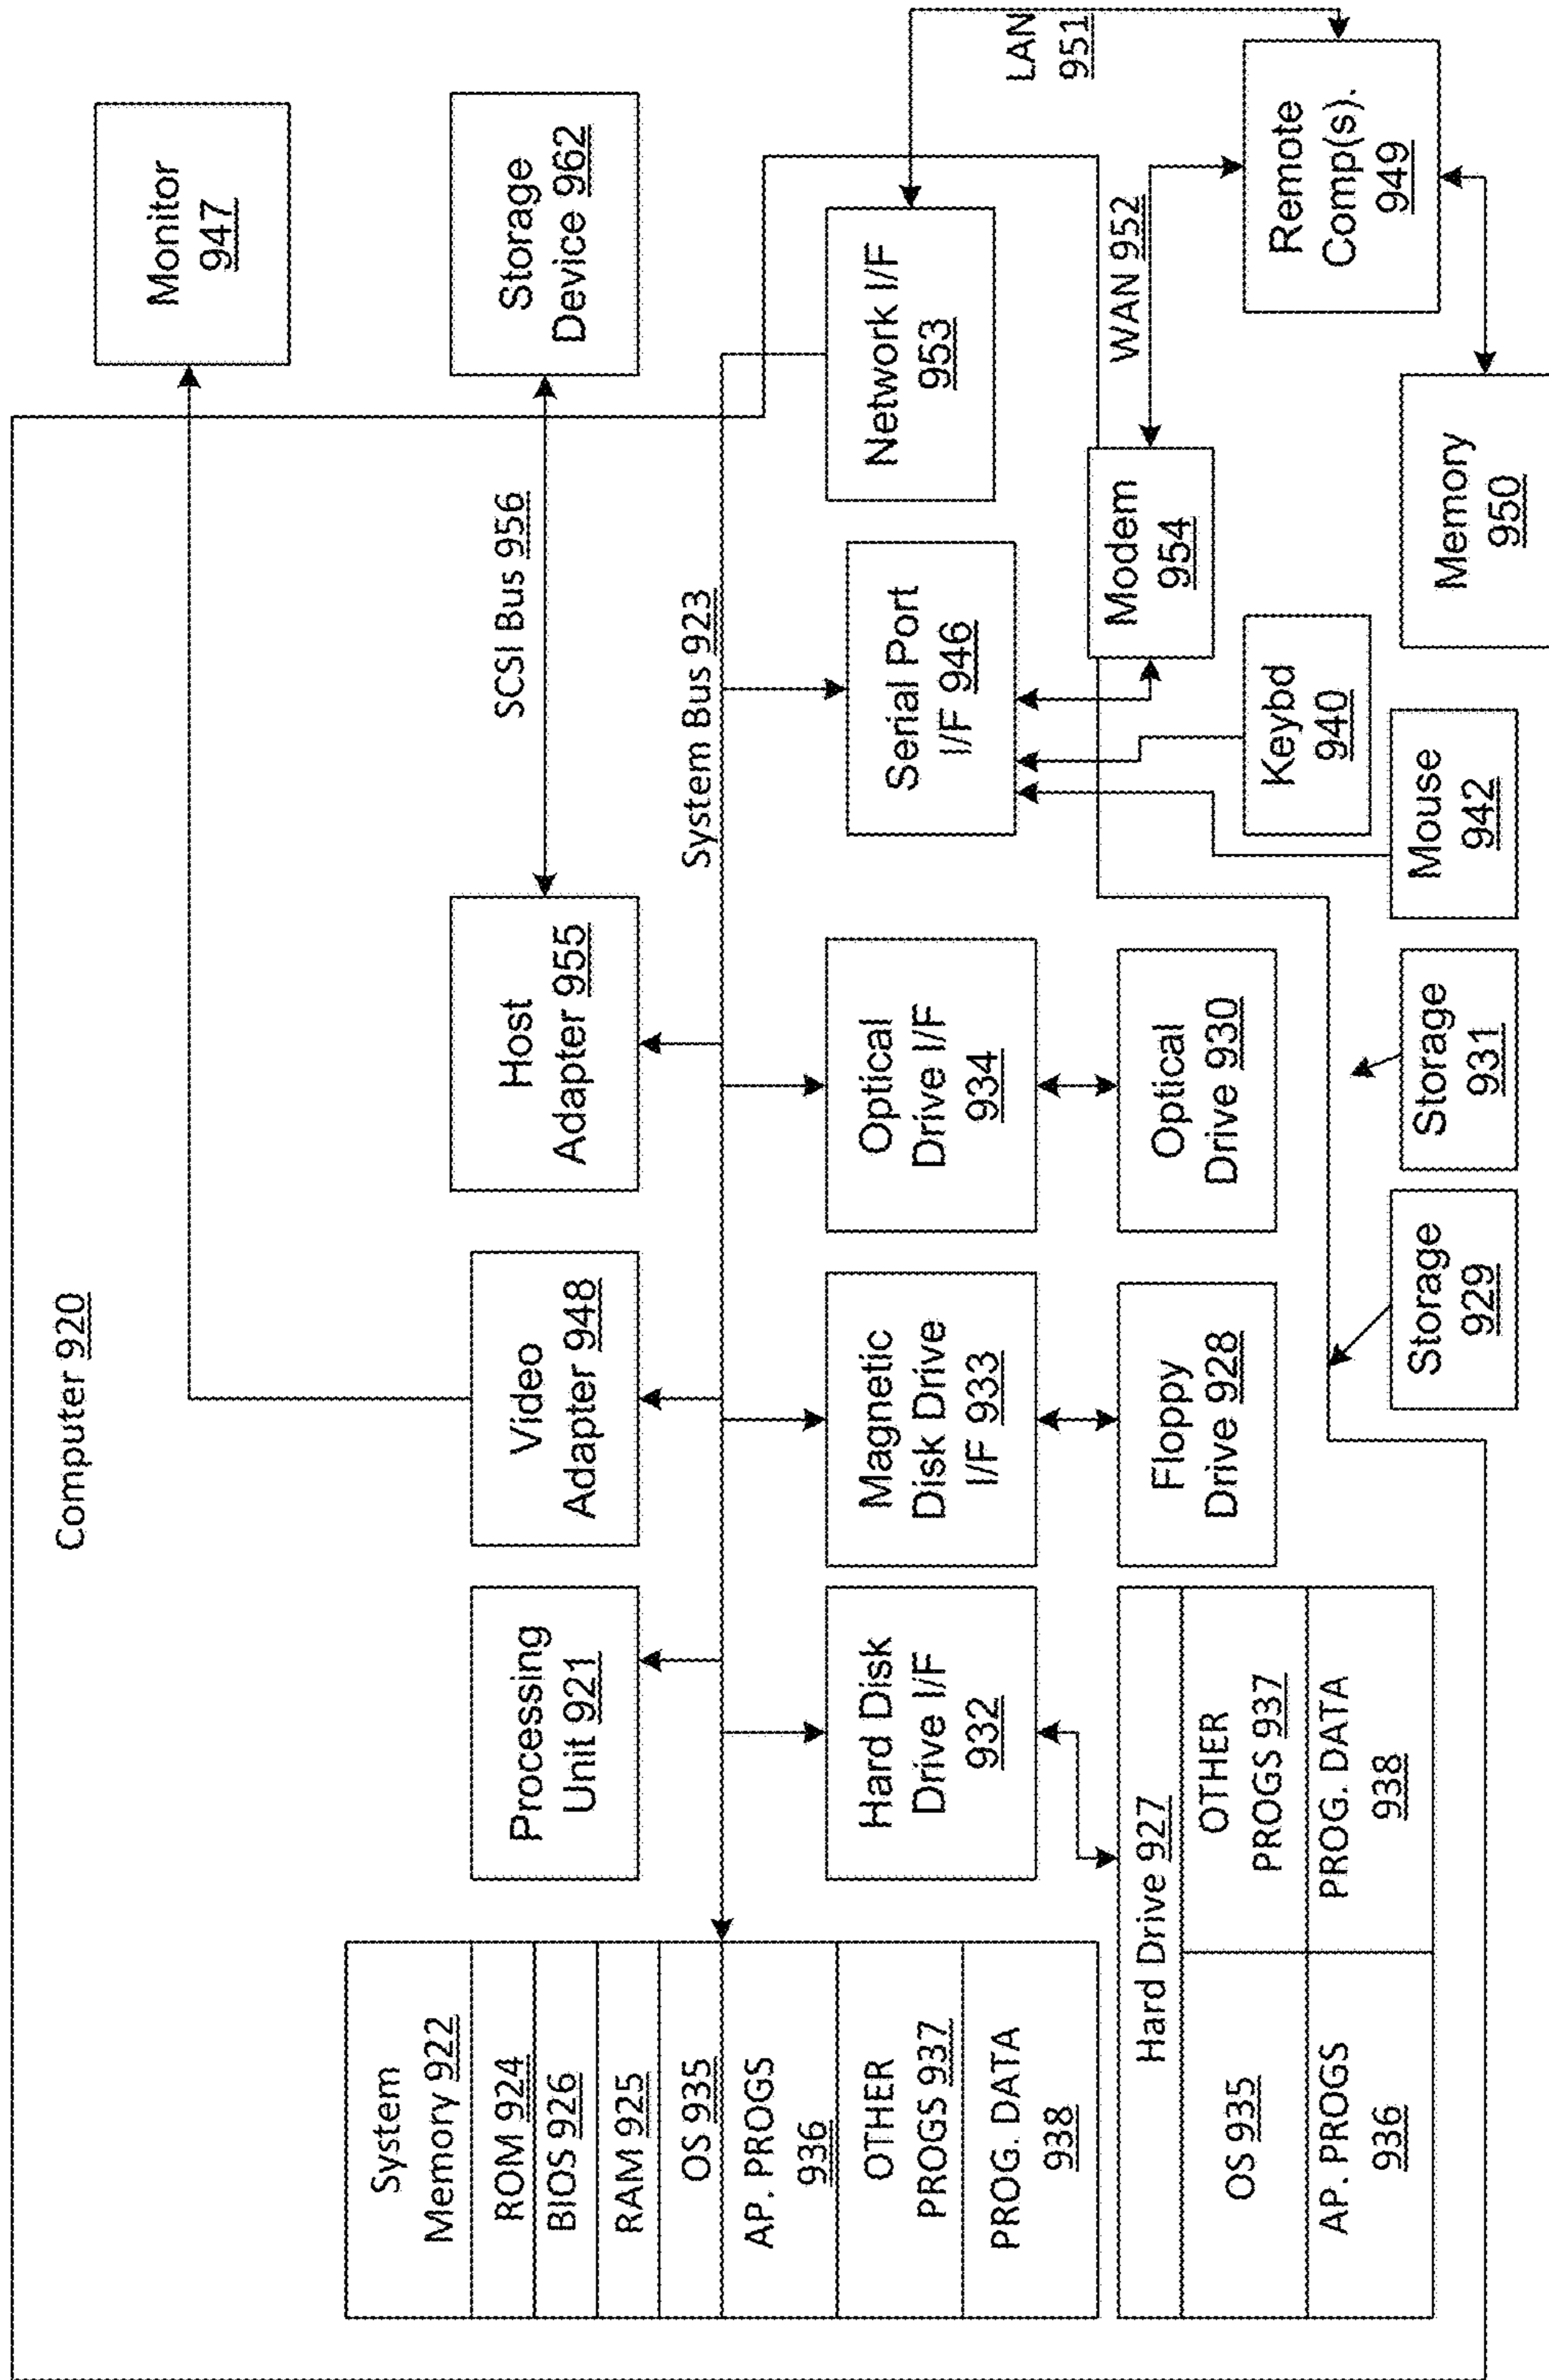 Computer 920
Monitor
947
System
Memory 922
ROM 924
BIOS 926
RAM 925
OS 935
AP. PROGS
936
OTHER
PROGS 937
PROG. DATA
938
Processing
Unit 921
Video
Adapter 948
Host
Adapter 955
SCSI Bus 956
Storage
Device 962
System Bus 923
Hard Disk
Drive I/F
932
Magnetic
Disk Drive
I/F 933
Optical
Drive I/F
934
Serial Port
I/F 946
Network I/F
953
LAN
951
Hard Drive 927
OS 935
OTHER
PROGS 937
AP. PROGS
936
PROG. DATA
938
Floppy
Drive 928
Optical
Drive 930
Modem
954
WAN 952
Remote
Comp(s).
949
Keybd
940
Storage
929
Storage
931
Mouse
942
Memory
950